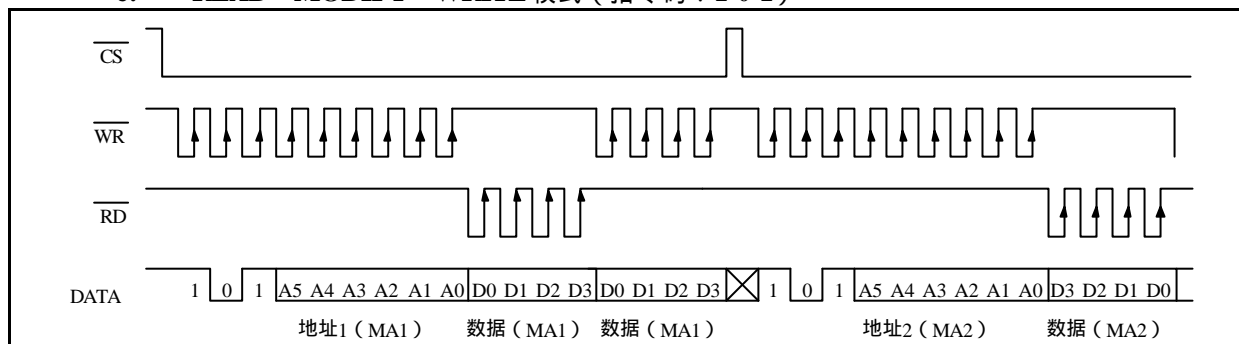 CS
WR
RD
DATA 1 0 1 A5 A4 A3 A2 A1 A0 D0 D1 D2 D3 D0 D1 D2 D3 1 0 1 A5 A4 A3 A2 A1 A0 D3 D2 D1 D0
地址1（MA1） 数据（MA1） 数据（MA1） 地址2（MA2） 数据（MA2）